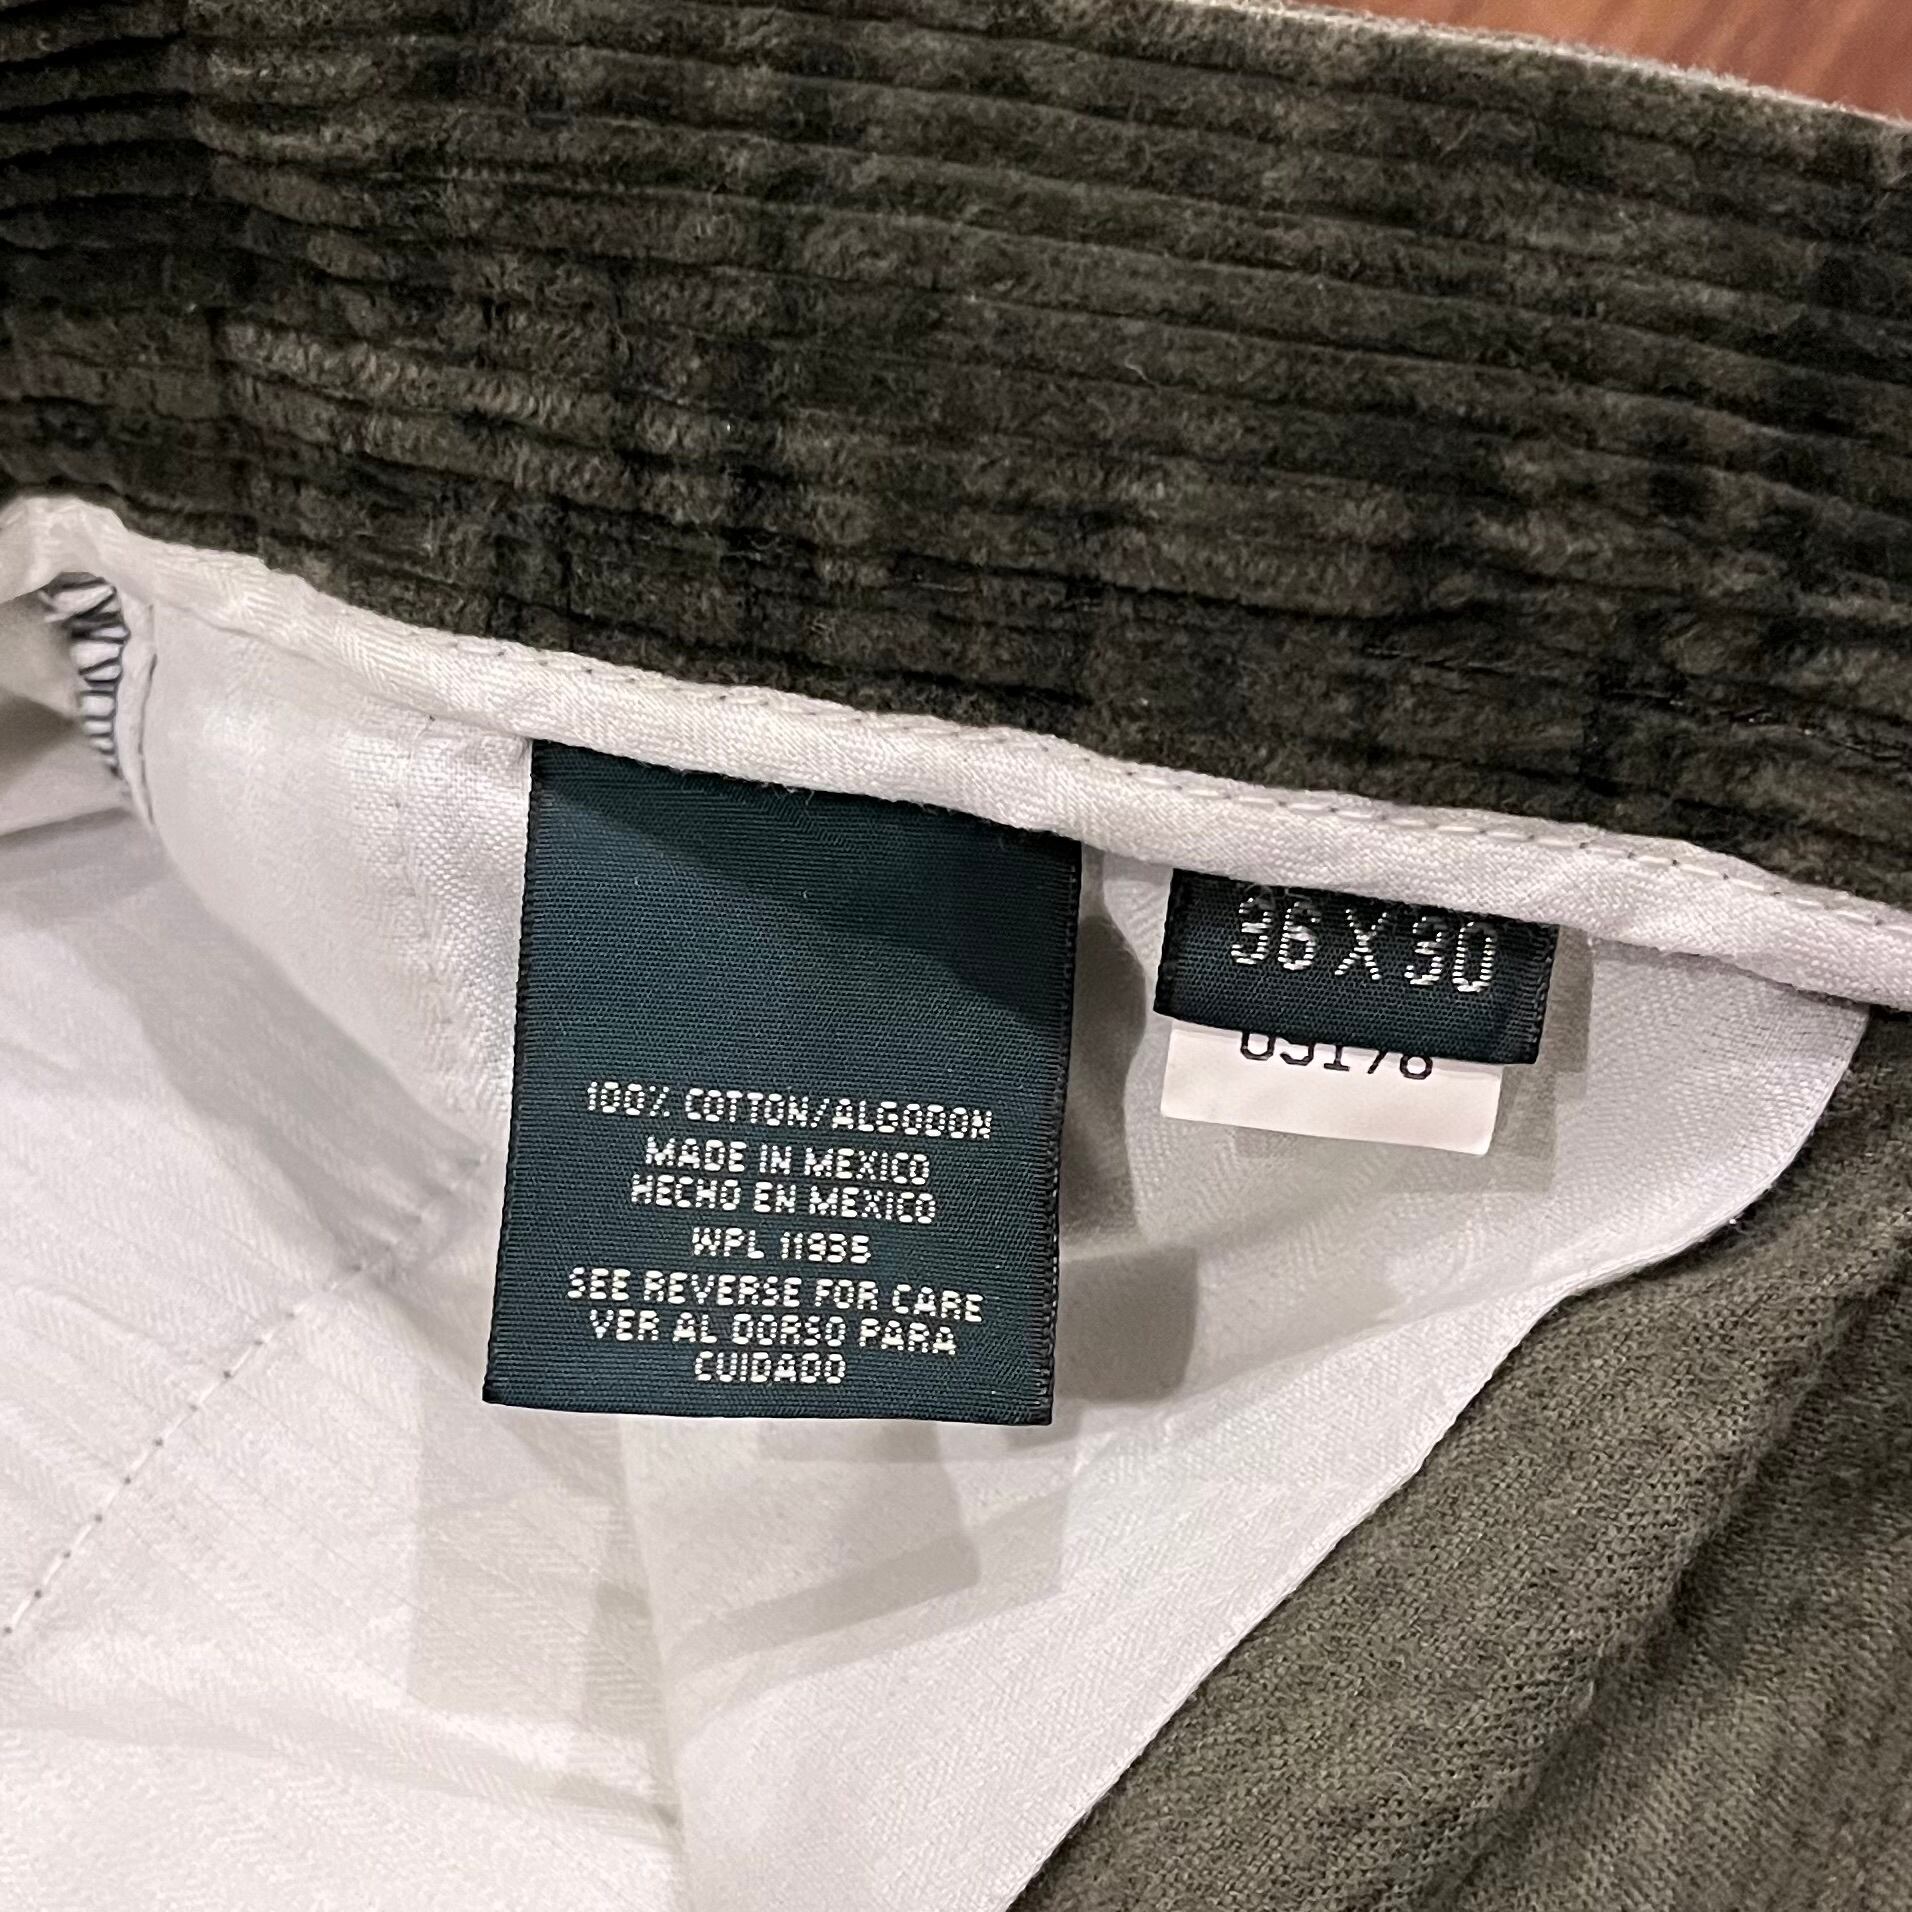 36 X 30
100% COTTON/ALGODON
MADE IN MEXICO
HECHO EN MEXICO
WPL 11935
SEE REVERSE FOR CARE
VER AL DORSO PARA
CUIDADO